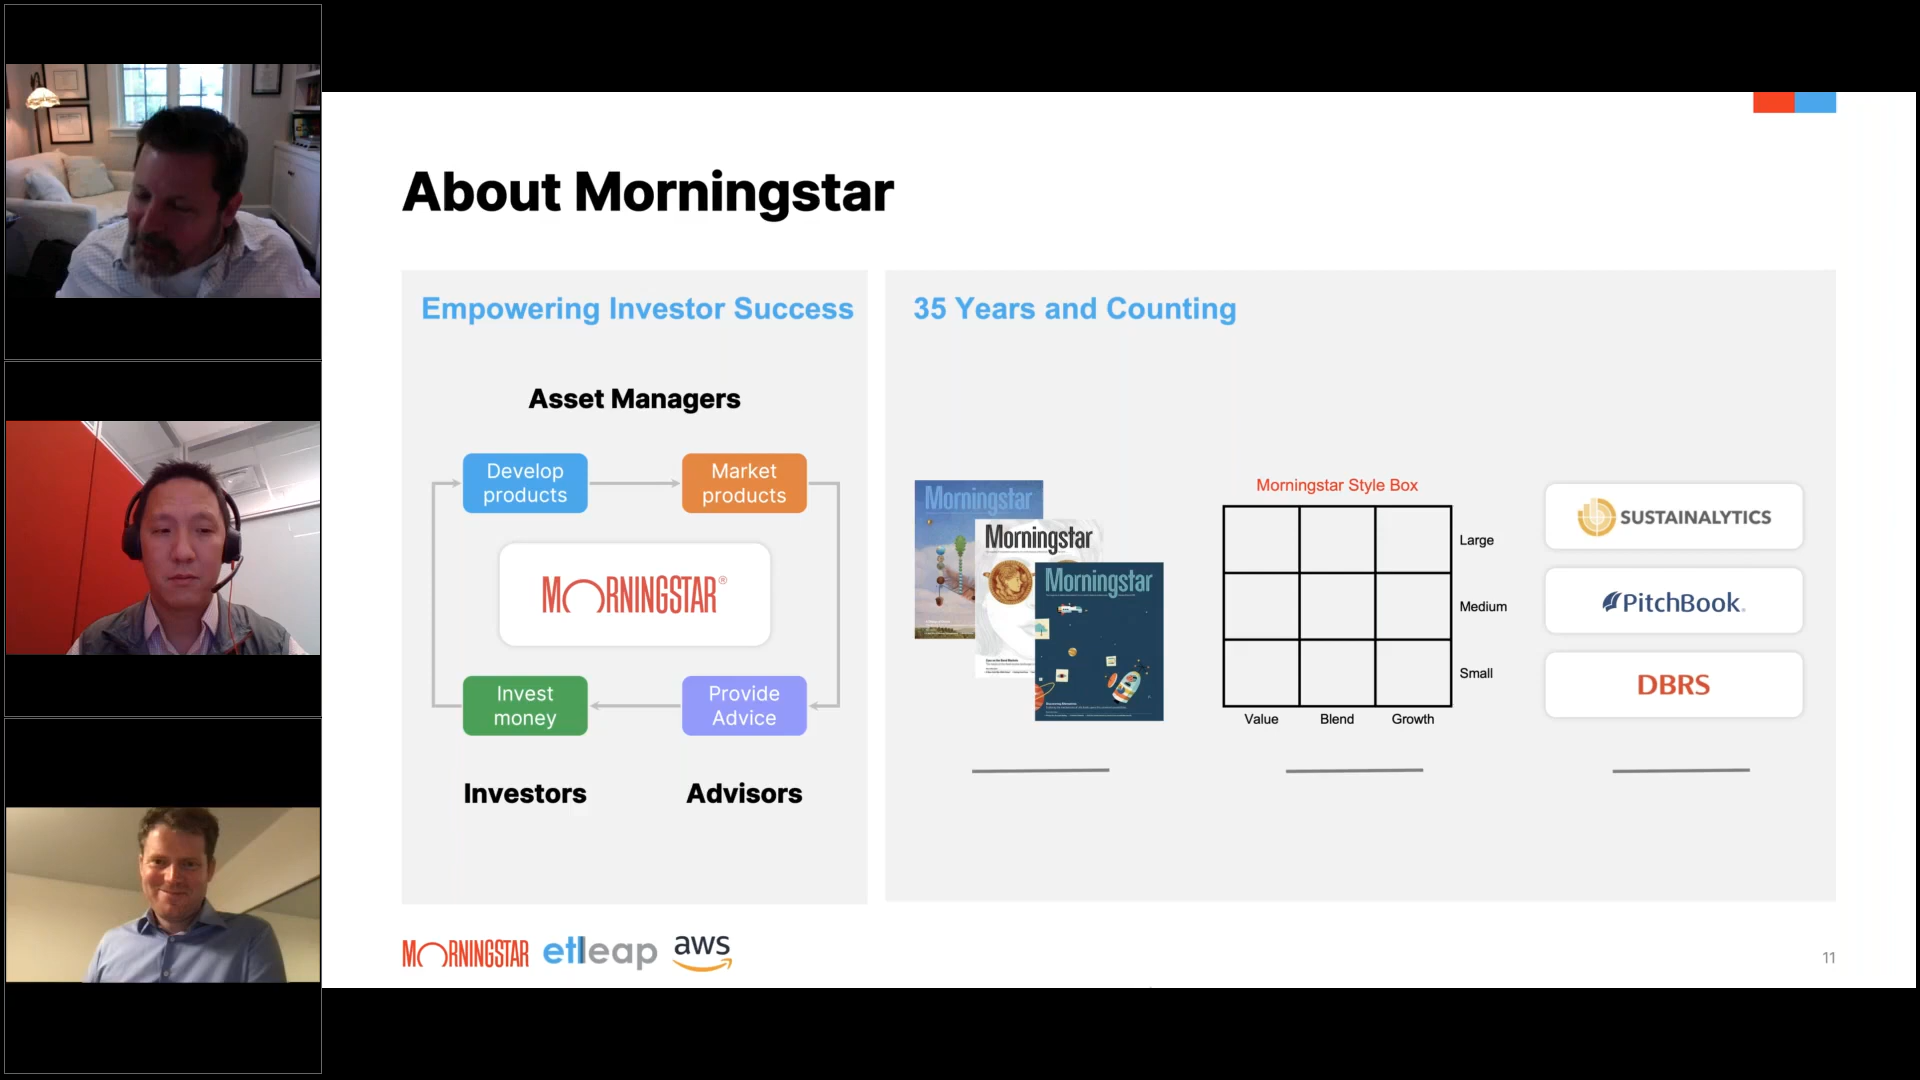 About Morningstar
Empowering Investor Success
Asset Managers
Develop
products
Market
products
MORNINGSTAR®
Invest
money
Provide
Advice
Investors
Advisors
35 Years and Counting
Morningstar
Morningstar
Morningstar
Morningstar Style Box
Large
Medium
Small
Value
Blend
Growth
SUSTAINALYTICS
PitchBook.
DBRS
MORNINGSTAR
etleap
aws
11